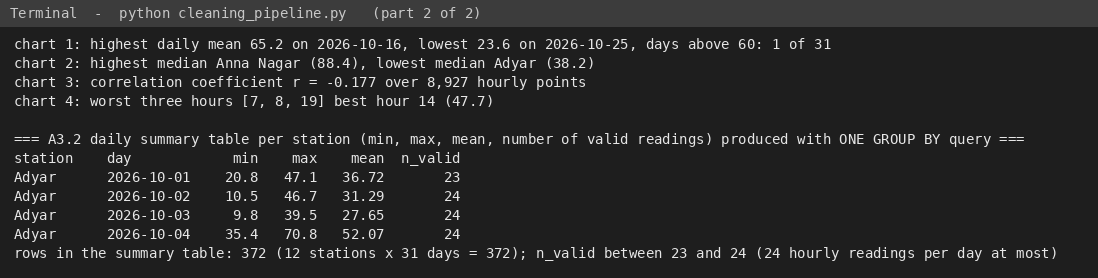 Terminal  -  python cleaning_pipeline.py   (part 2 of 2)
chart 1: highest daily mean 65.2 on 2026-10-16, lowest 23.6 on 2026-10-25, days above 60: 1 of 31
chart 2: highest median Anna Nagar (88.4), lowest median Adyar (38.2)
chart 3: correlation coefficient r = -0.177 over 8,927 hourly points
chart 4: worst three hours [7, 8, 19] best hour 14 (47.7)
=== A3.2 daily summary table per station (min, max, mean, number of valid readings) produced with ONE GROUP BY query ===
station    day            min    max    mean  n_valid
Adyar      2026-10-01    20.8   47.1   36.72       23
Adyar      2026-10-02    10.5   46.7   31.29       24
Adyar      2026-10-03     9.8   39.5   27.65       24
Adyar      2026-10-04    35.4   70.8   52.07       24
rows in the summary table: 372 (12 stations x 31 days = 372); n_valid between 23 and 24 (24 hourly readings per day at most)